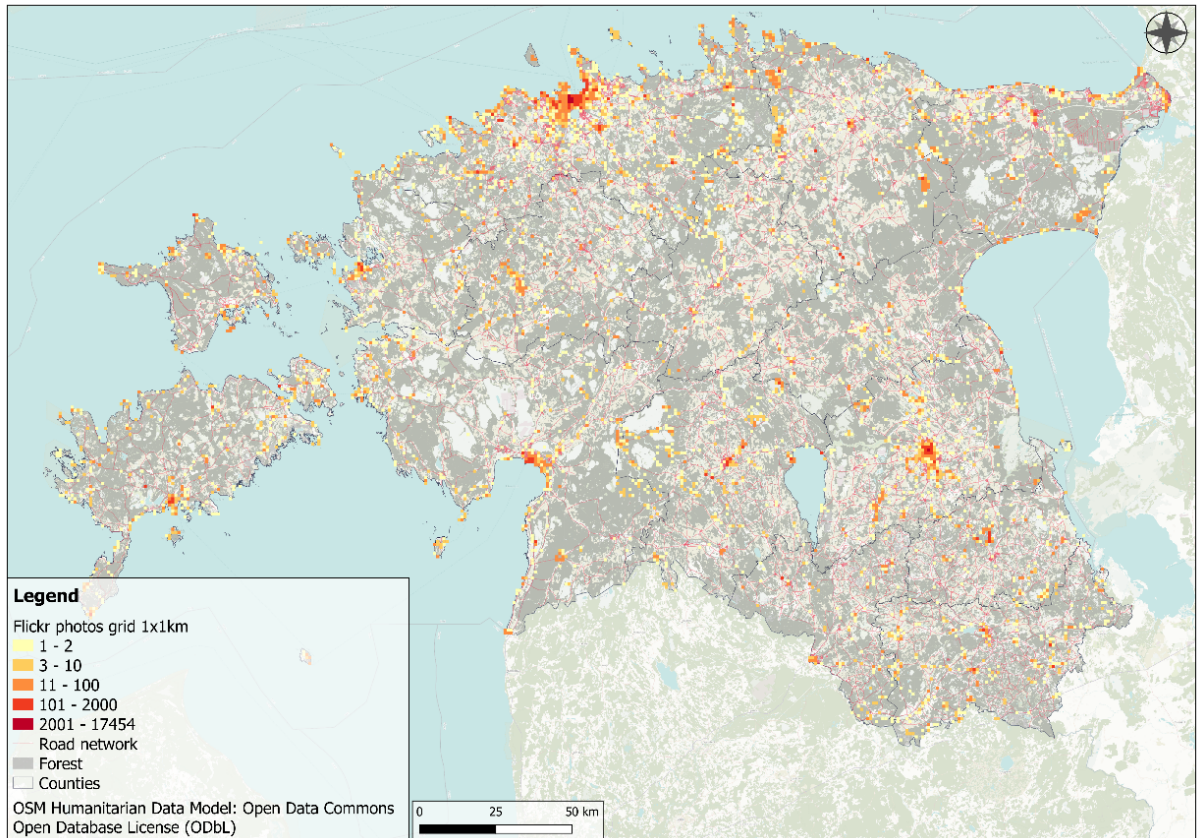 Legend
Flickr photos grid 1x1km
1 - 2
3 - 10
11 - 100
101 - 2000
2001 - 17454
Road network
Forest
Counties
OSM Humanitarian Data Model: Open Data Commons
Open Database License (ODbL)
0 25 50 km